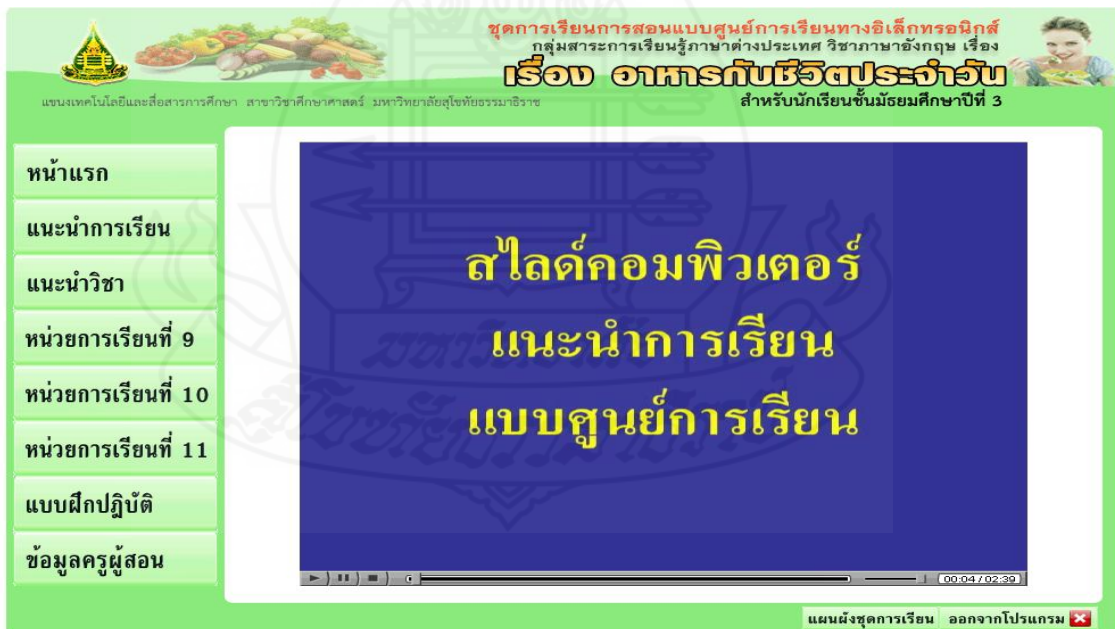 ชุดการเรียนการสอนแบบศูนย์การเรียนทางอิเล็กทรอนิกส์
กลุ่มสาระการเรียนรู้ภาษาต่างประเทศ วิชาภาษาอังกฤษ เรื่อง
เรื่อง อาหารกับชีวิตประจำวัน
แขนงเทคโนโลยีและสื่อสารการศึกษา สาขาวิชาศึกษาศาสตร์ มหาวิทยาลัยสุโขทัยธรรมาธิราช
สำหรับนักเรียนชั้นมัธยมศึกษาปีที่ 3
หน้าแรก
แนะนำการเรียน
แนะนำวิชา
หน่วยการเรียนที่ 9
หน่วยการเรียนที่ 10
หน่วยการเรียนที่ 11
แบบฝึกปฏิบัติ
ข้อมูลครูผู้สอน
สไลด์คอมพิวเตอร์
แนะนำการเรียน
แบบศูนย์การเรียน
00:04 / 02:39
แผนผังชุดการเรียน ออกจากโปรแกรม